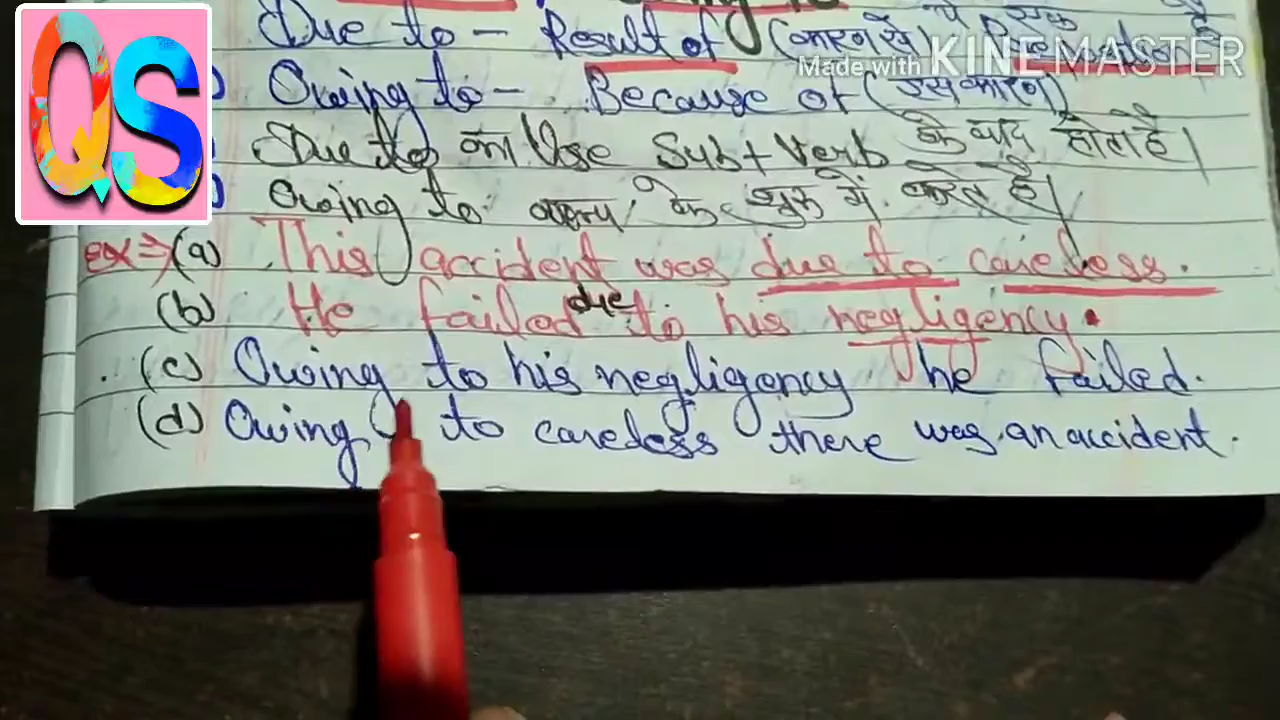 QS
Made with KINEMASTER
Due to - Result of (कारण से)
Owing to - Because of (इस कारण)
Due to का Use Sub + Verb के बाद होता है।
Owing to वाक्य के शुरू में करते है।
ex ⇒ (a) This accident was due to careless.
(b) He failed due to his negligency.
(c) Owing to his negligency he failed.
(d) Owing to careless there was an accident.